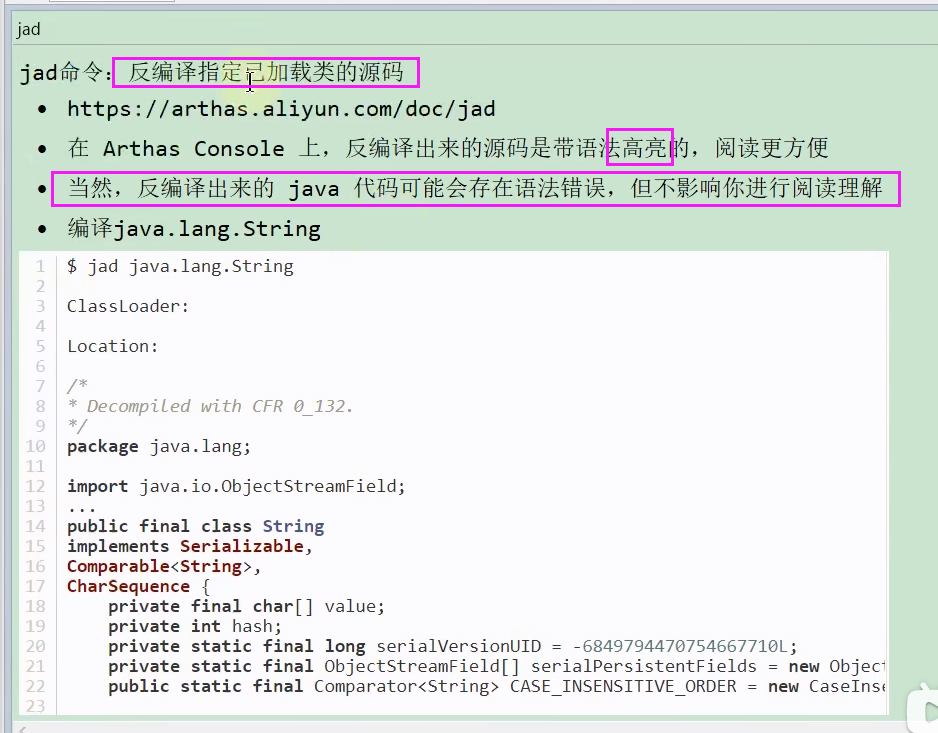 jad
jad命令：反编译指定已加载类的源码
• https://arthas.aliyun.com/doc/jad
• 在 Arthas Console 上，反编译出来的源码是带语法高亮的，阅读更方便
• 当然，反编译出来的 java 代码可能会存在语法错误，但不影响你进行阅读理解
• 编译java.lang.String
1 $ jad java.lang.String
2
3 ClassLoader:
4
5 Location:
6
7 /*
8 * Decompiled with CFR 0_132.
9 */
10 package java.lang;
11
12 import java.io.ObjectStreamField;
13 ...
14 public final class String
15 implements Serializable,
16 Comparable<String>,
17 CharSequence {
18 private final char[] value;
19 private int hash;
20 private static final long serialVersionUID = -6849794470754667710L;
21 private static final ObjectStreamField[] serialPersistentFields = new Object
22 public static final Comparator<String> CASE_INSENSITIVE_ORDER = new CaseInse
23